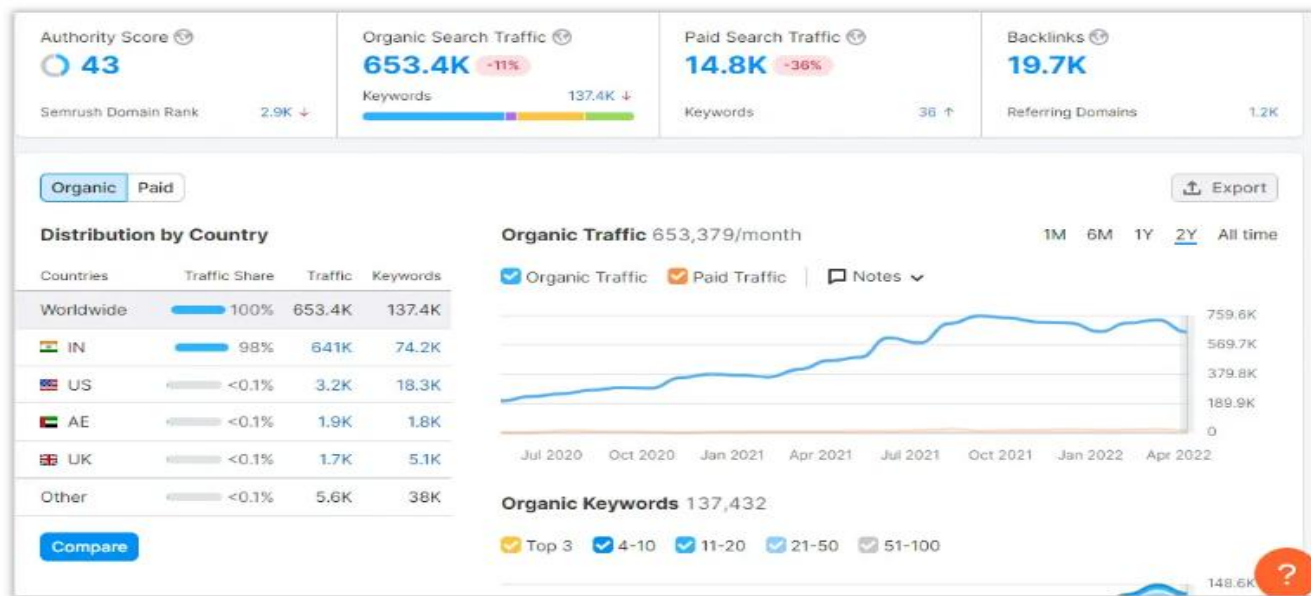 Authority Score
43
Semrush Domain Rank 2.9K ↓
Organic Search Traffic
653.4K -11%
Keywords 137.4K ↓
Paid Search Traffic
14.8K -36%
Keywords 36 ↑
Backlinks
19.7K
Referring Domains 1.2K
Organic Paid
Export
Distribution by Country
Countries Traffic Share Traffic Keywords
Worldwide 100% 653.4K 137.4K
IN 98% 641K 74.2K
US <0.1% 3.2K 18.3K
AE <0.1% 1.9K 1.8K
UK <0.1% 1.7K 5.1K
Other <0.1% 5.6K 38K
Compare
Organic Traffic 653,379/month
1M 6M 1Y 2Y All time
Organic Traffic Paid Traffic Notes
759.6K
569.7K
379.8K
189.9K
0
Jul 2020 Oct 2020 Jan 2021 Apr 2021 Jul 2021 Oct 2021 Jan 2022 Apr 2022
Organic Keywords 137,432
Top 3 4-10 11-20 21-50 51-100
148.6K
?